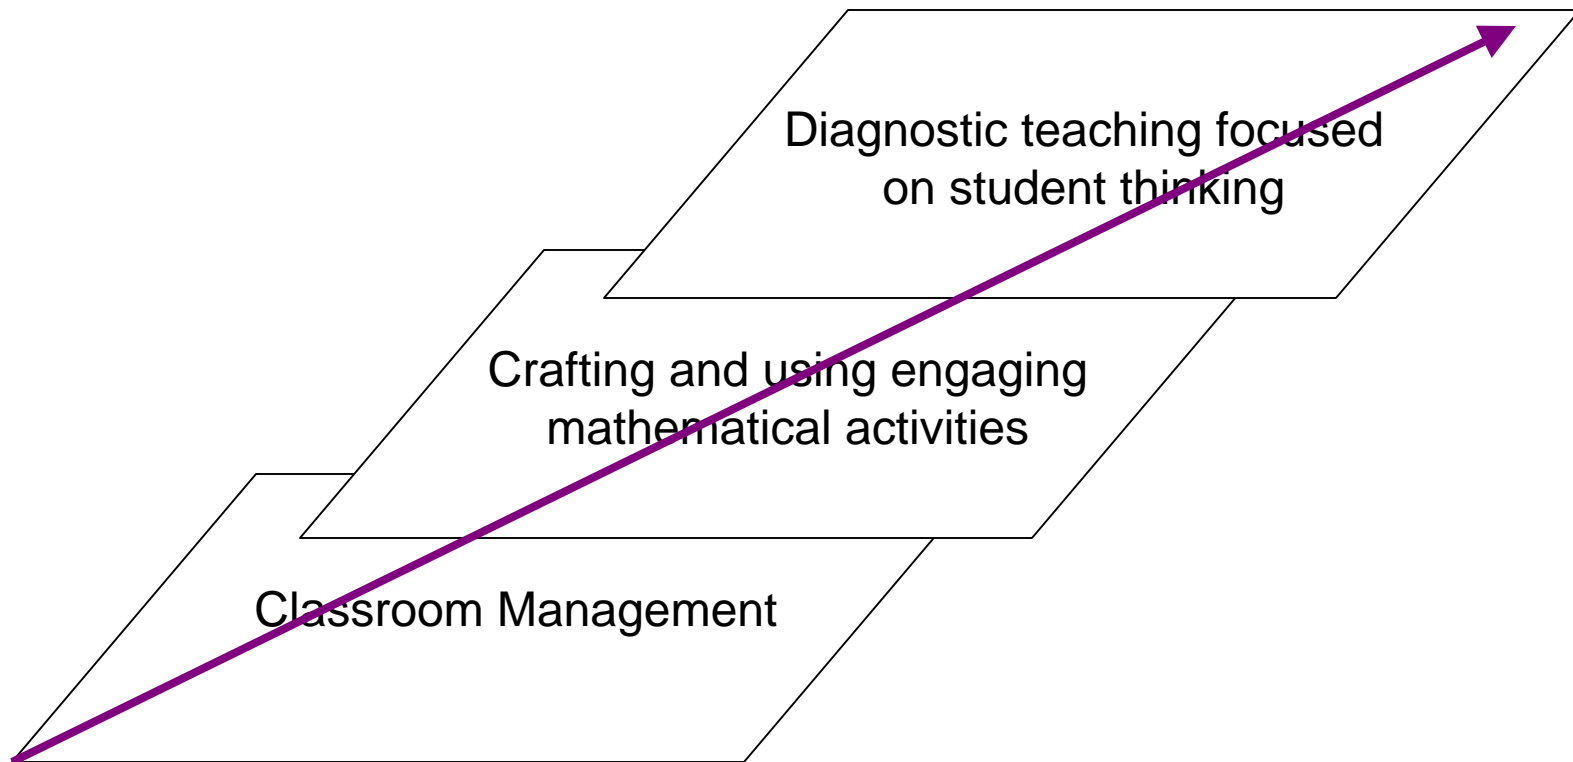 Diagnostic teaching focused
on student thinking
Crafting and using engaging
mathematical activities
Classroom Management